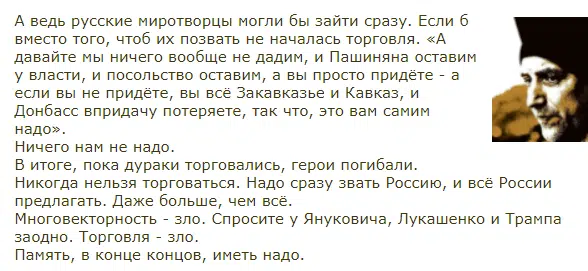 А ведь русские миротворцы могли бы зайти сразу. Если б
вместо того, чтоб их позвать не началась торговля. «А
давайте мы ничего вообще не дадим, и Пашиняна оставим
у власти, и посольство оставим, а вы просто придёте - а
если вы не придёте, вы всё Закавказье и Кавказ, и
Донбасс впридачу потеряете, так что, это вам самим
надо».
Ничего нам не надо.
В итоге, пока дураки торговались, герои погибали.
Никогда нельзя торговаться. Надо сразу звать Россию, и всё России
предлагать. Даже больше, чем всё.
Многовекторность - зло. Спросите у Януковича, Лукашенко и Трампа
заодно. Торговля - зло.
Память, в конце концов, иметь надо.